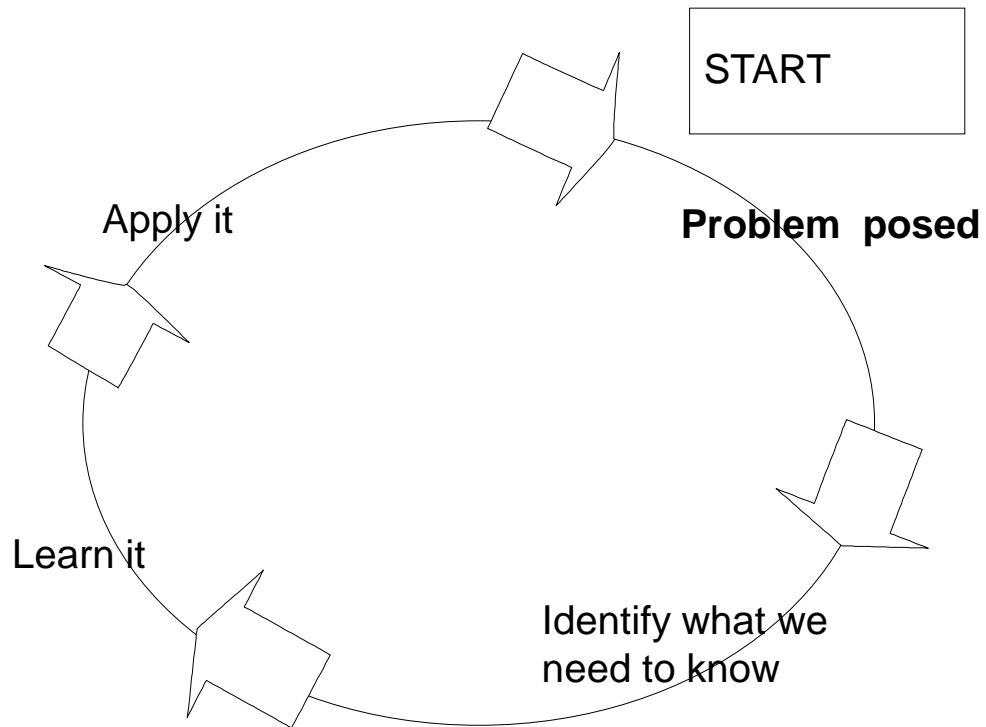 START
Problem posed
Identify what we
need to know
Learn it
Apply it